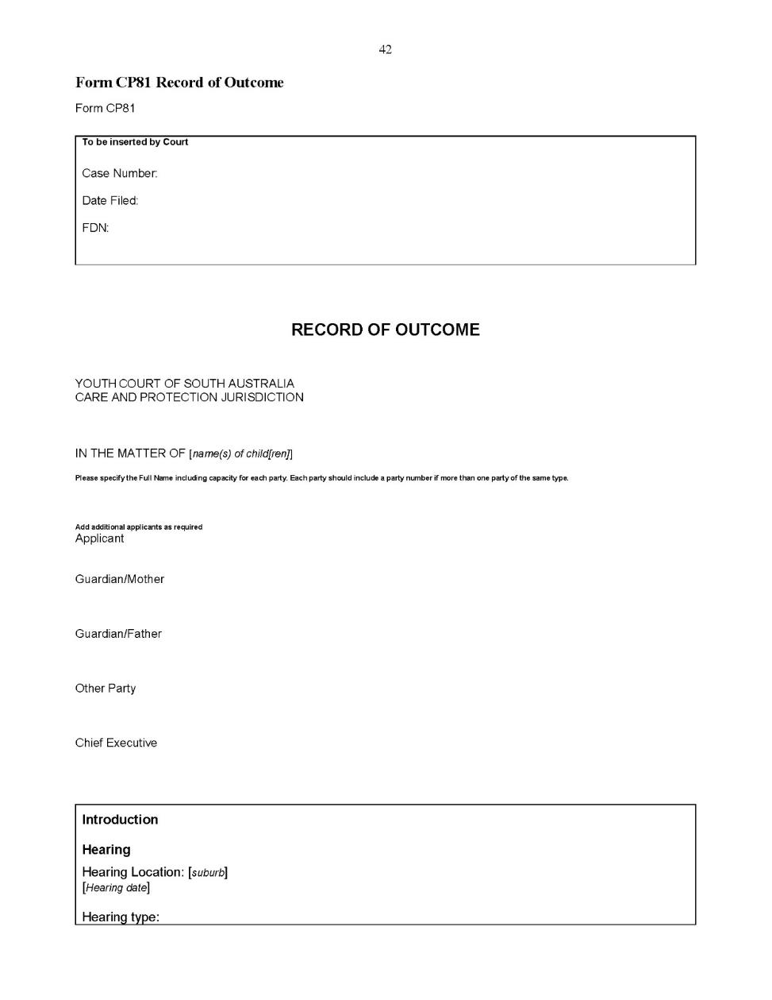 42
Form CP81 Record of Outcome
Form CP81
To be inserted by Court
Case Number:
Date Filed:
FDN:
RECORD OF OUTCOME
YOUTH COURT OF SOUTH AUSTRALIA
CARE AND PROTECTION JURISDICTION
IN THE MATTER OF [name(s) of child[ren]]
Please specify the Full Name including capacity for each party. Each party should include a party number if more than one party of the same type.
Add additional applicants as required
Applicant
Guardian/Mother
Guardian/Father
Other Party
Chief Executive
Introduction
Hearing
Hearing Location: [suburb]
[Hearing date]
Hearing type: